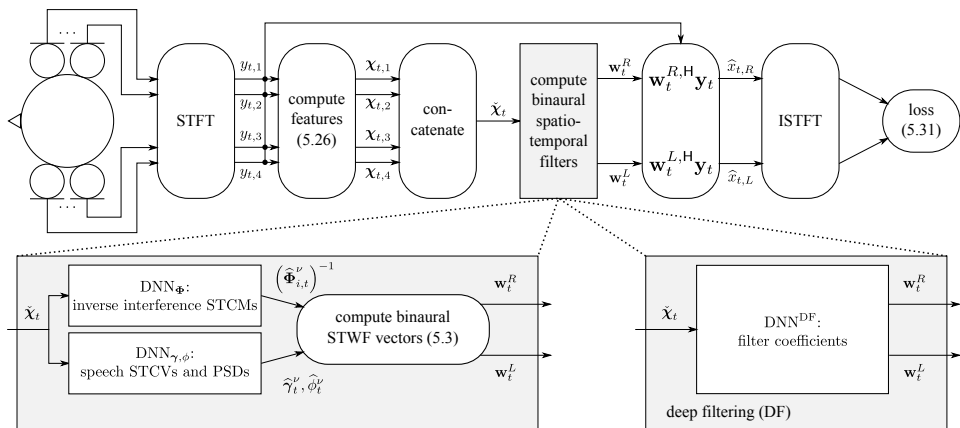 ...
...
STFT
y_{t,1}
y_{t,2}
y_{t,3}
y_{t,4}
compute
features
(5.26)
χ_{t,1}
χ_{t,2}
χ_{t,3}
χ_{t,4}
con-
catenate
χ̌_t
compute
binaural
spatio-
temporal
filters
w_t^R
w_t^L
w_t^{R,H} y_t
w_t^{L,H} y_t
x̂_{t,R}
x̂_{t,L}
ISTFT
loss
(5.31)
χ̌_t
DNN_Φ:
inverse interference STCMs
DNN_{γ,ϕ}:
speech STCVs and PSDs
(Φ̂_{i,t}^ν)^{-1}
γ̂_t^ν, ϕ̂_t^ν
compute binaural
STWF vectors (5.3)
w_t^R
w_t^L
χ̌_t
DNN^{DF}:
filter coefficients
w_t^R
w_t^L
deep filtering (DF)